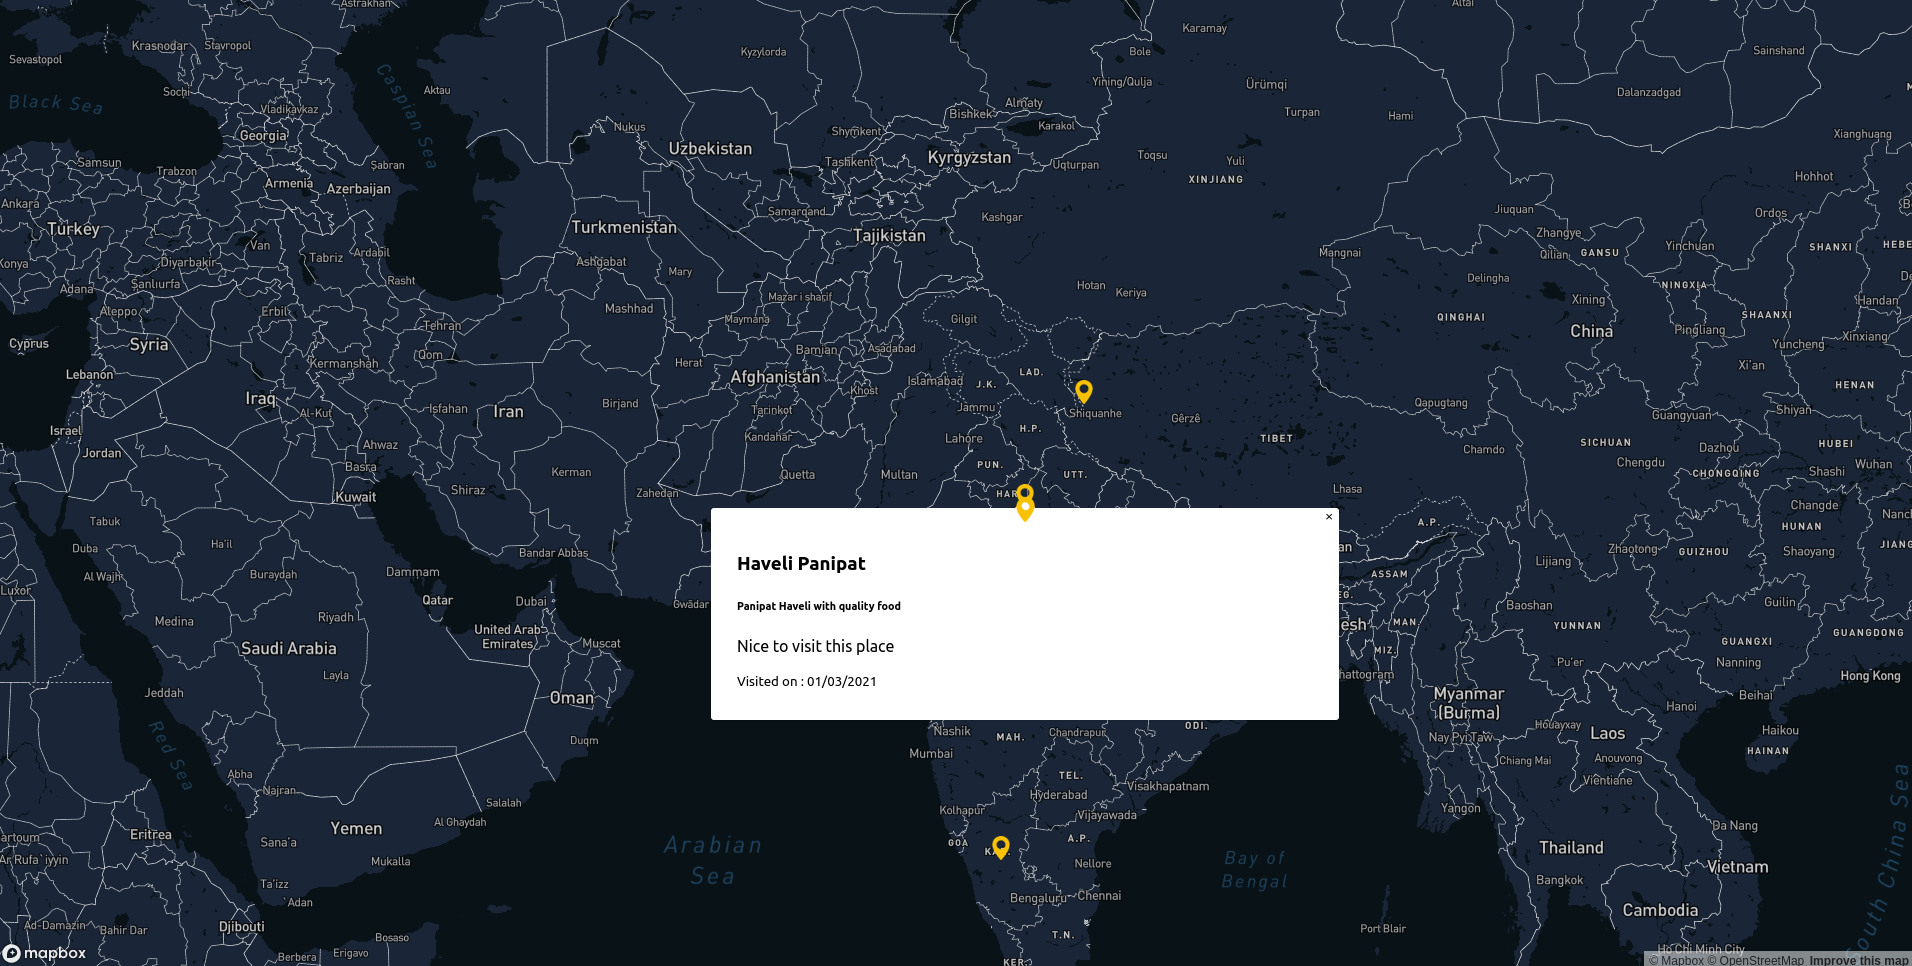 Astrakhan
Altai
Krasnodar
Stavropol
Karamay
Sevastopol
Kyzylorda
Bole
Sainshand
Caspian Sea
Aktau
Yining/Qulja
Ürümqi
Dalanzadgad
Sochi
Black Sea
Vladikavkaz
Almaty
Bishkek
Turpan
Hami
Georgia
Nukus
Shymkent
Karakol
Xianghuang
Samsun
Trabzon
Şabran
Uzbekistan
Tashkent
Kyrgyzstan
Uqturpan
Toqsu
Yuli
XINJIANG
Hohhot
Armenia
Azerbaijan
Ankara
Samarqand
Kashgar
Jiuquan
Ordos
Turkey
Turkmenistan
Tajikistan
Zhangye
Van
Tabriz
Ardabil
Mangnai
Qilian
GANSU
Yinchuan
SHANXI
HEBE
Konya
Diyarbakir
Ashgabat
Mary
Adana
Şanlıurfa
Rasht
Hotan
Keriya
Delingha
NINGXIA
Xining
Handan
Aleppo
Erbil
Tehran
Mashhad
Mazar i sharif
Maymana
Gilgit
QINGHAI
China
Pingliang
SHAANXI
Cyprus
Syria
Kermanshah
Qom
Herat
Bamian
Asadabad
Yuncheng
Xinxiang
Lebanon
Afghanistan
Islamabad
J.K.
LAD.
Xi'an
HENAN
Iraq
Al-Kut
Isfahan
Iran
Birjand
Khost
Tarinkot
Jammu
Shiquanhe
Gêrzê
Qapugtang
Guangyuan
Shiyan
Israel
Jordan
Ahwaz
Kandahar
Lahore
H.P.
TIBET
Chamdo
SICHUAN
Dazhou
HUBEI
Basra
Kerman
Quetta
Multan
PUN.
UTT.
Chengdu
CHONGQING
Shashi
Wuhan
Kuwait
Shiraz
Zahedan
HAR
Lhasa
Changde
Tabuk
A.P.
HUNAN
Nanch
Duba
Ha'il
Bandar Abbas
an
Lijiang
Zhaotong
GUIZHOU
Shaoyang
JIANG
Al Wajh
Buraydah
Dammam
ASSAM
Luxor
Qatar
Dubai
Gwādar
EG.
Baoshan
Guilin
Medina
Riyadh
United Arab
Emirates
Muscat
esh
MAN.
YUNNAN
GUANGXI
GUANGDONG
Saudi Arabia
MIZ.
Layla
hattogram
Pu'er
Nanning
Hong Kong
Jeddah
Oman
Myanmar
(Burma)
Beihai
Hanoi
×
Haveli Panipat
Panipat Haveli with quality food
Nice to visit this place
Visited on : 01/03/2021
Red Sea
Duqm
Nashik
MAH.
Chandrapur
ODI.
Nay Pyi Taw
Houayxay
Laos
Haikou
HAINAN
Mumbai
Chiang Mai
Anouvong
Abha
Najran
TEL.
Hyderabad
Visakhapatnam
Vientiane
Salalah
Kolhapur
Vijayawada
Yangon
Eritrea
Sana'a
Yemen
Al Ghaydah
A.P.
Da Nang
artoum
Arabian
Sea
GOA
Thailand
Ar Rufa`iyyin
Mukalla
Nellore
Bay of
Bengal
Vietnam
Ta'izz
Bangkok
Adan
Bengaluru
Chennai
Cambodia
South China Sea
Ad-Damazin
Bahir Dar
Djibouti
Bosaso
T.N.
Port Blair
Berbera
Erigavo
KER.
Ho Chi Minh City
mapbox
© Mapbox © OpenStreetMap Improve this map